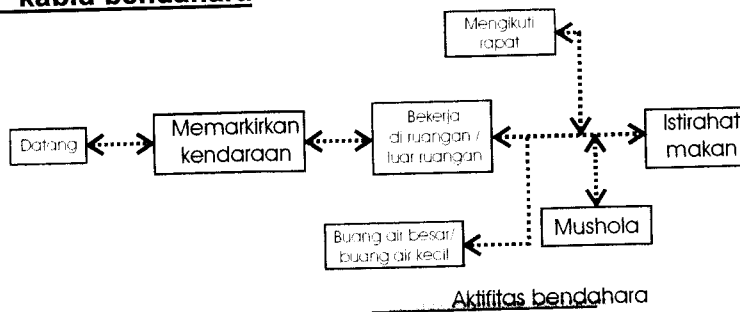 kabid bendahara
Mengikuti
rapat
Datang
Memarkirkan
kendaraan
Bekerja
di ruangan /
luar ruangan
Istirahat
makan
Buang air besar/
buang air kecil
Mushola
Aktifitas bendahara